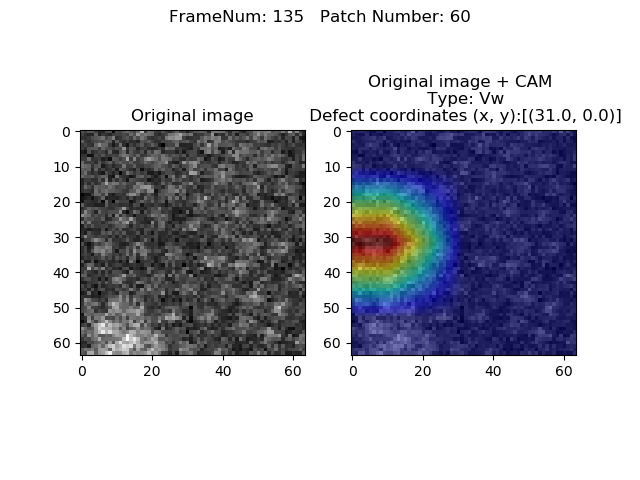 FrameNum: 135   Patch Number: 60
Original image
Original image + CAM
Type: Vw
Defect coordinates (x, y):[(31.0, 0.0)]
0
10
20
30
40
50
60
0 20 40 60
0
10
20
30
40
50
60
0 20 40 60